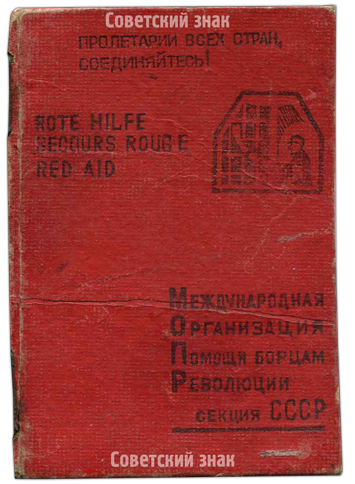 Советский знак
ПРОЛЕТАРИИ ВСЕХ СТРАН,
СОЕДИНЯЙТЕСЬ!
ROTE HILFE
SECOURS ROUGE
RED AID
МЕЖДУНАРОДНАЯ
ОРГАНИЗАЦИЯ
ПОМОЩИ БОРЦАМ
РЕВОЛЮЦИИ
СЕКЦИЯ СССР
Советский знак